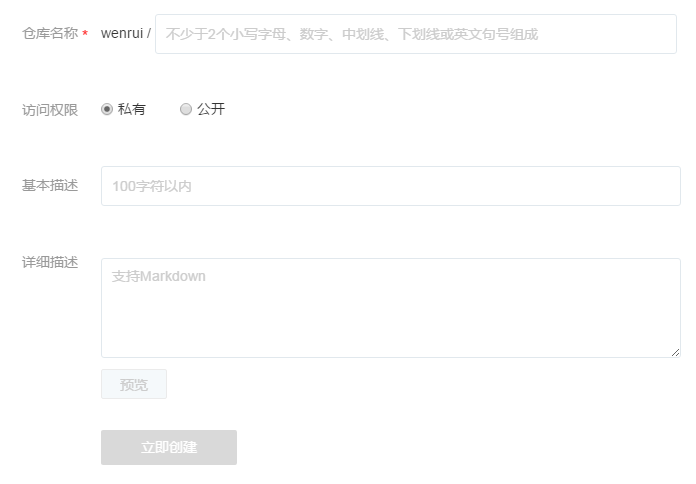 仓库名称 * wenrui / 不少于2个小写字母、数字、中划线、下划线或英文句号组成
访问权限 私有 公开
基本描述 100字符以内
详细描述 支持Markdown
预览
立即创建